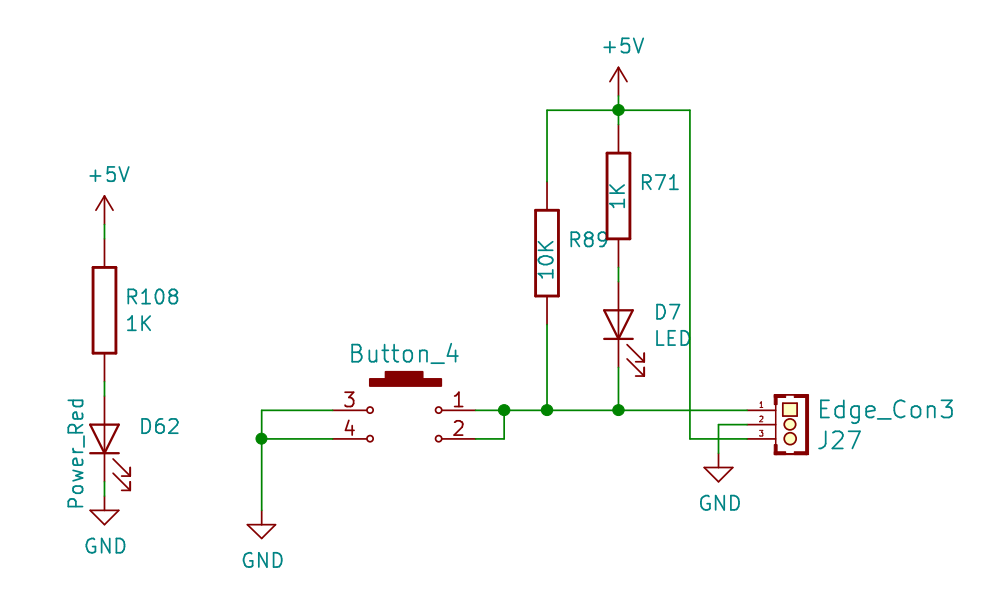 +5V
R108
1K
D62
Power_Red
GND
Button_4
3
4
1
2
GND
+5V
R71
1K
R89
10K
D7
LED
1
2
3
Edge_Con3
J27
GND